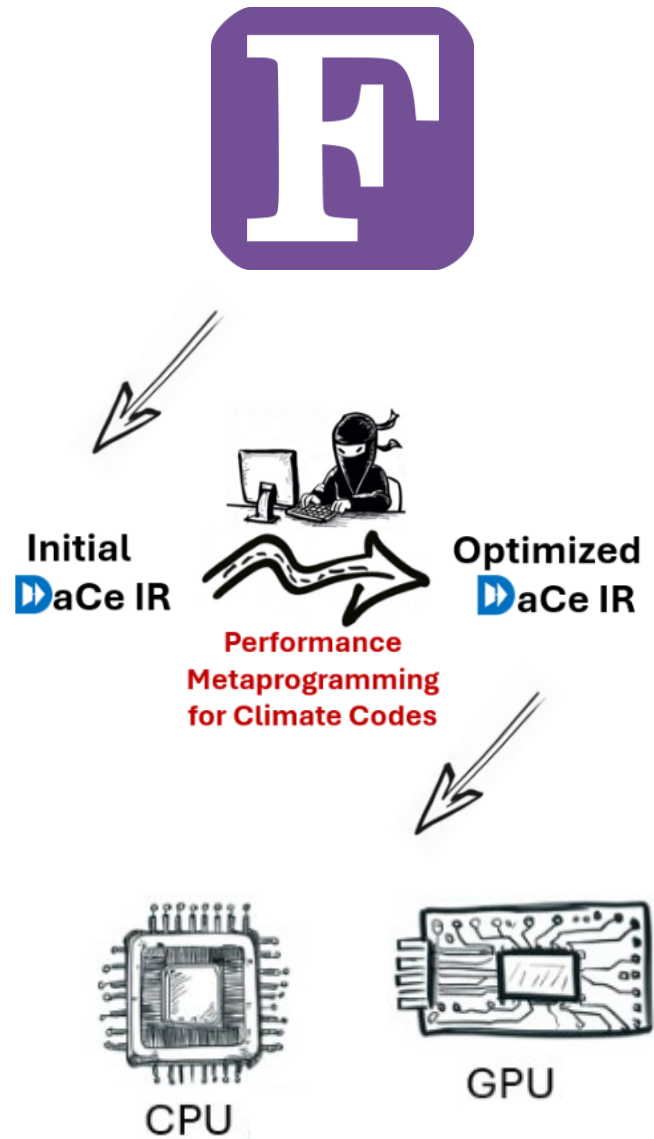 F
Initial
DaCe IR
Optimized
DaCe IR
Performance
Metaprogramming
for Climate Codes
CPU
GPU